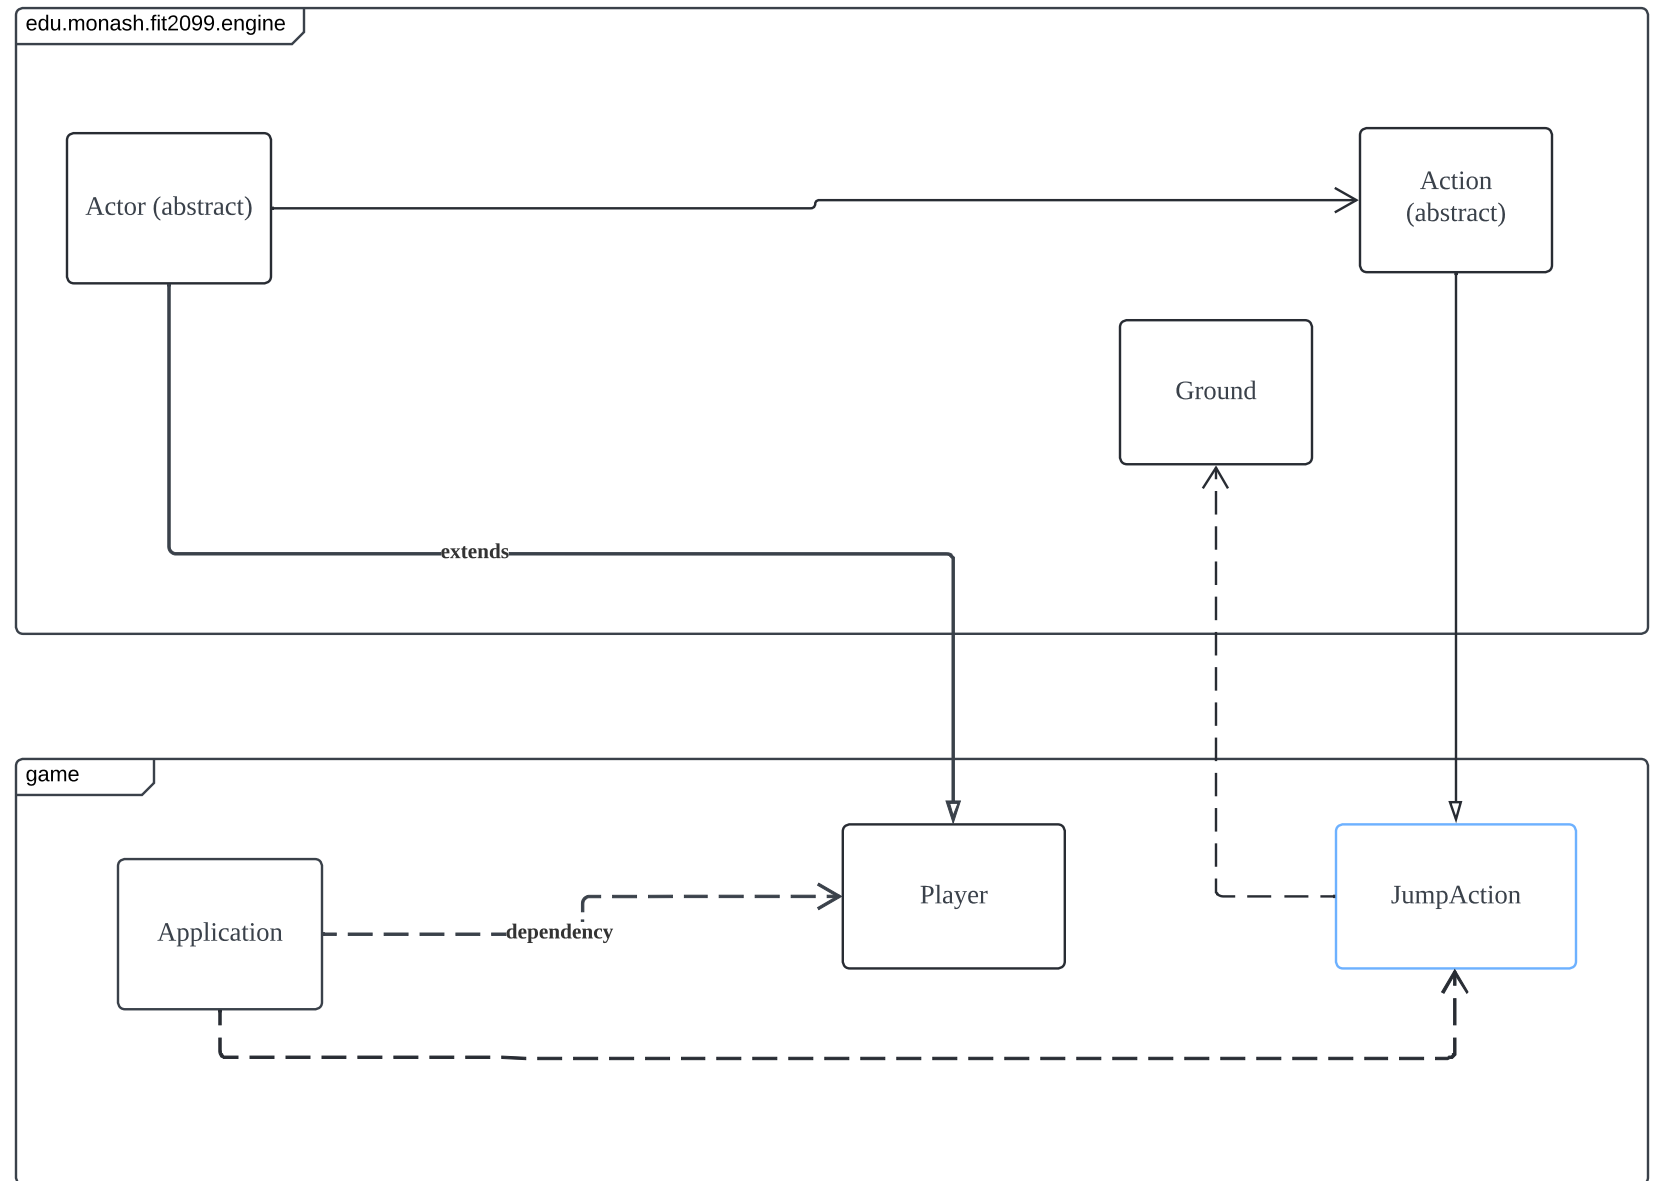 edu.monash.fit2099.engine
Actor (abstract)
Action
(abstract)
Ground
extends
game
Player
JumpAction
Application
dependency